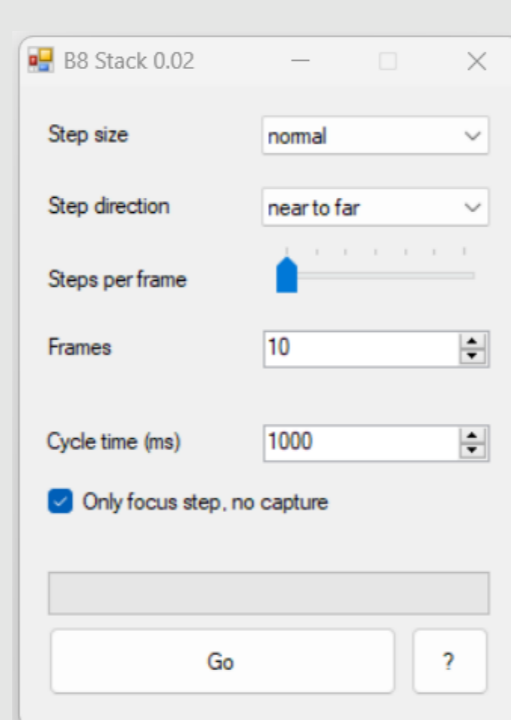 B8 Stack 0.02
Step size normal
Step direction near to far
Steps per frame
Frames 10
Cycle time (ms) 1000
Only focus step, no capture
Go ?